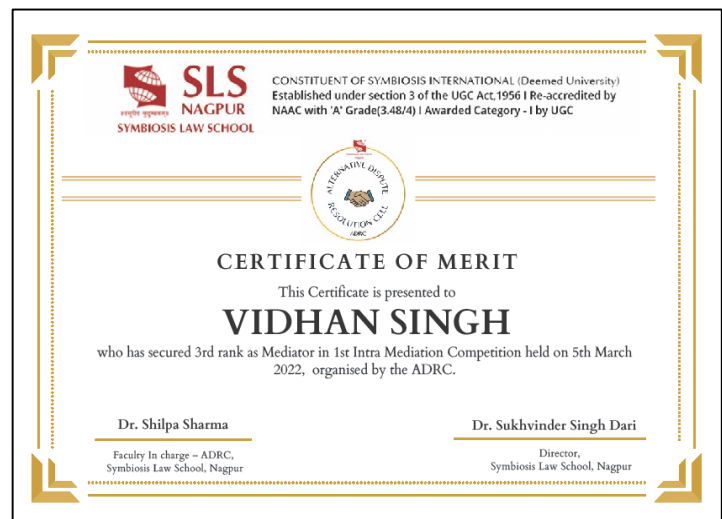 SLS
NAGPUR
SYMBIOSIS LAW SCHOOL
CONSTITUENT OF SYMBIOSIS INTERNATIONAL (Deemed University)
Established under section 3 of the UGC Act,1956 I Re-accredited by
NAAC with 'A' Grade(3.48/4) I Awarded Category - I by UGC
ALTERNATIVE DISPUTE
RESOLUTION CELL
ADRC
CERTIFICATE OF MERIT
This Certificate is presented to
VIDHAN SINGH
who has secured 3rd rank as Mediator in 1st Intra Mediation Competition held on 5th March
2022, organised by the ADRC.
Dr. Shilpa Sharma
Faculty In charge – ADRC,
Symbiosis Law School, Nagpur
Dr. Sukhvinder Singh Dari
Director,
Symbiosis Law School, Nagpur